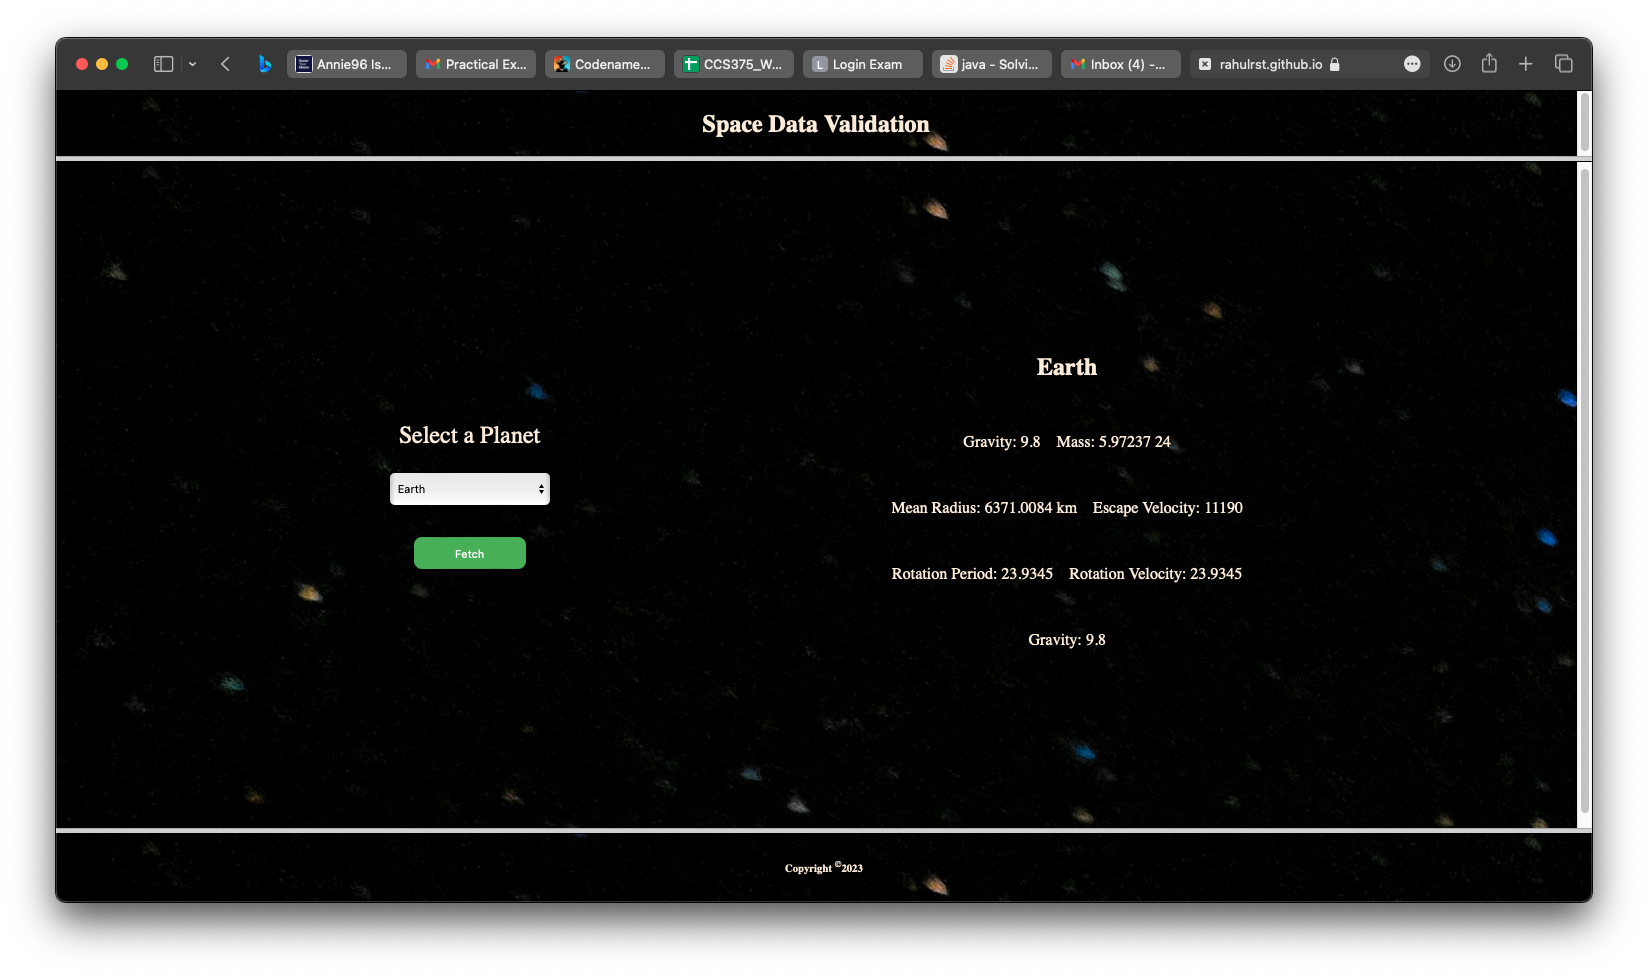 Annie96 Is...
Practical Ex...
Codename...
CCS375_W...
L Login Exam
java - Solvi...
Inbox (4) -...
rahulrst.github.io
Space Data Validation
Select a Planet
Earth
Fetch
Earth
Gravity: 9.8 Mass: 5.97237 24
Mean Radius: 6371.0084 km Escape Velocity: 11190
Rotation Period: 23.9345 Rotation Velocity: 23.9345
Gravity: 9.8
Copyright ©2023